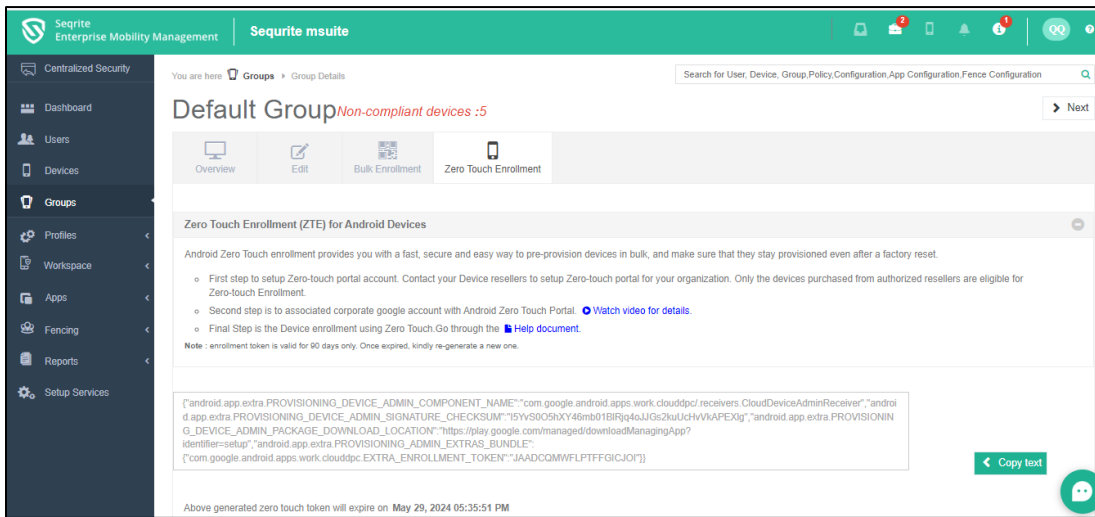 Seqrite
Enterprise Mobility Management
Sequrite msuite
2
1
QQ
Centralized Security
You are here Groups › Group Details
Search for User, Device, Group,Policy,Configuration,App Configuration,Fence Configuration
Dashboard
Default Group Non-compliant devices :5
Next
Users
Devices
Overview
Edit
Bulk Enrollment
Zero Touch Enrollment
Groups
Profiles
Workspace
Apps
Fencing
Reports
Setup Services
Zero Touch Enrollment (ZTE) for Android Devices
Android Zero Touch enrollment provides you with a fast, secure and easy way to pre-provision devices in bulk, and make sure that they stay provisioned even after a factory reset.
First step to setup Zero-touch portal account. Contact your Device resellers to setup Zero-touch portal for your organization. Only the devices purchased from authorized resellers are eligible for
Zero-touch Enrollment.
Second step is to associated corporate google account with Android Zero Touch Portal. Watch video for details.
Final Step is the Device enrollment using Zero Touch.Go through the Help document.
Note : enrollment token is valid for 90 days only. Once expired, kindly re-generate a new one.
{"android.app.extra.PROVISIONING_DEVICE_ADMIN_COMPONENT_NAME":"com.google.android.apps.work.clouddpc/.receivers.CloudDeviceAdminReceiver","androi
d.app.extra.PROVISIONING_DEVICE_ADMIN_SIGNATURE_CHECKSUM":"I5YvS0O5hXY46mb01BlRjq4oJJGs2kuUcHvVkAPEXlg","android.app.extra.PROVISIONIN
G_DEVICE_ADMIN_PACKAGE_DOWNLOAD_LOCATION":"https://play.google.com/managed/downloadManagingApp?
identifier=setup","android.app.extra.PROVISIONING_ADMIN_EXTRAS_BUNDLE":
{"com.google.android.apps.work.clouddpc.EXTRA_ENROLLMENT_TOKEN":"JAADCQMWFLPTFFGICJOI"}}
Copy text
Above generated zero touch token will expire on May 29, 2024 05:35:51 PM